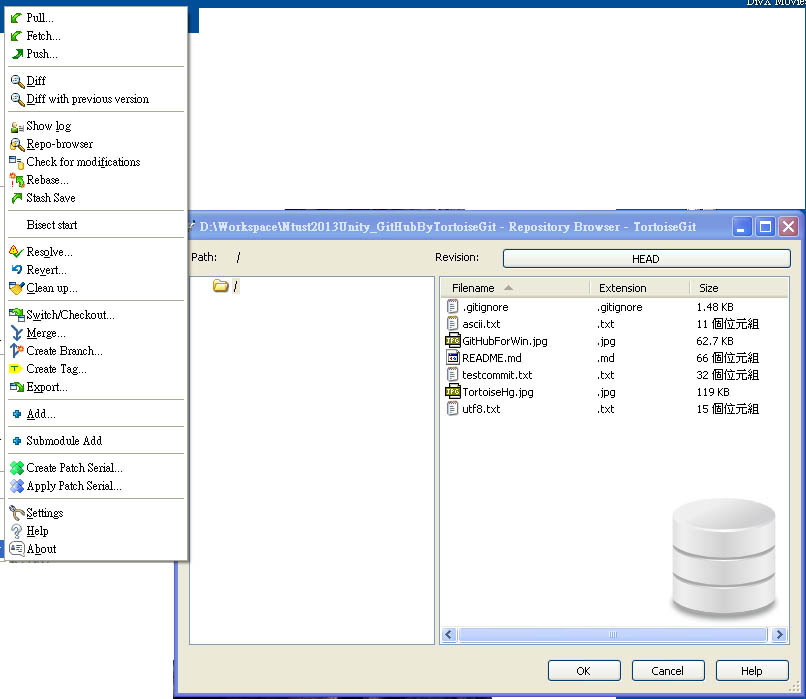 DivX Movies
Pull...
Fetch...
Push...
Diff
Diff with previous version
Show log
Repo-browser
Check for modifications
Rebase...
Stash Save
Bisect start
Resolve...
Revert...
Clean up...
Switch/Checkout...
Merge...
Create Branch...
Create Tag...
Export...
Add...
Submodule Add
Create Patch Serial...
Apply Patch Serial...
Settings
Help
About
D:\Workspace\Ntust2013Unity_GitHubByTortoiseGit - Repository Browser - TortoiseGit
Path: / Revision: HEAD
/
Filename Extension Size
.gitignore .gitignore 1.48 KB
ascii.txt .txt 11 個位元組
GitHubForWin.jpg .jpg 62.7 KB
README.md .md 66 個位元組
testcommit.txt .txt 32 個位元組
TortoiseHg.jpg .jpg 119 KB
utf8.txt .txt 15 個位元組
OK Cancel Help